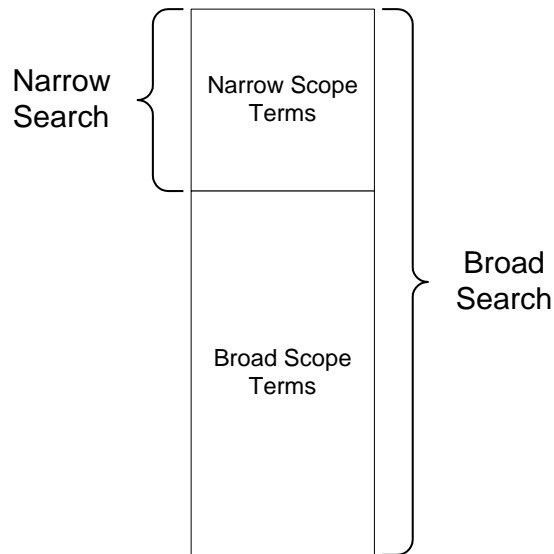 Narrow
Search
Narrow Scope
Terms
Broad
Search
Broad Scope
Terms